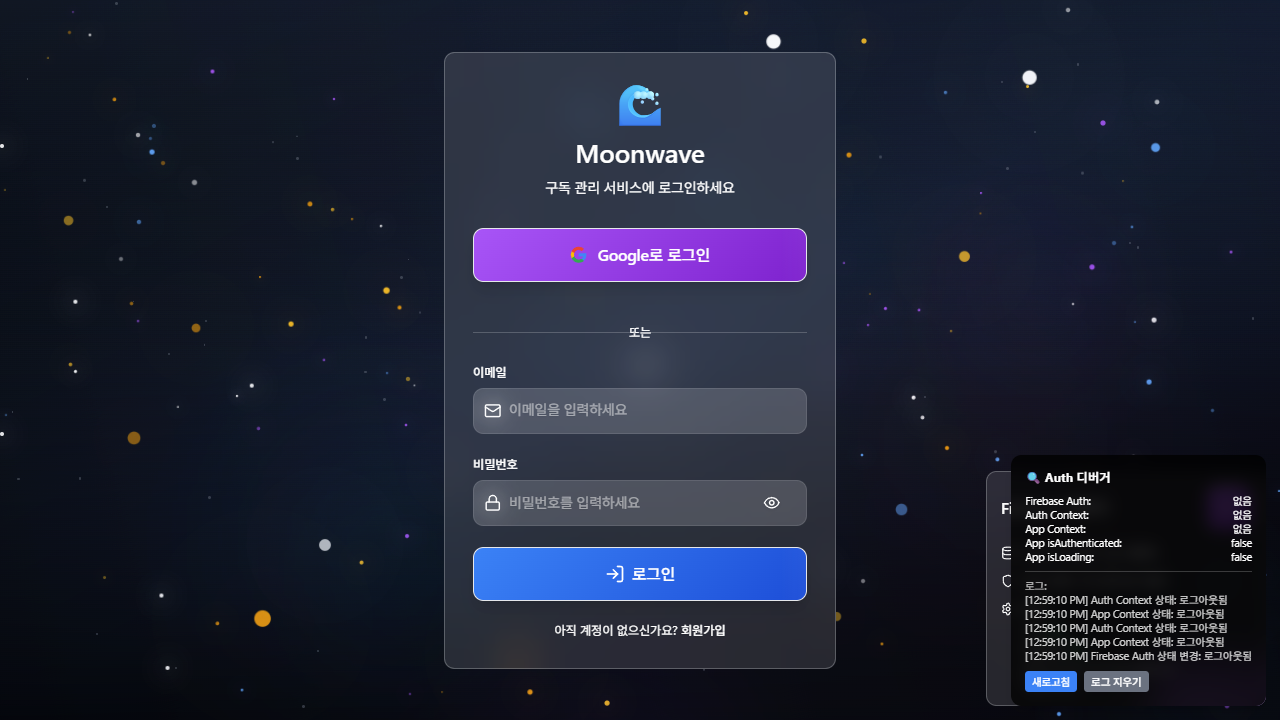 Moonwave
구독 관리 서비스에 로그인하세요
Google로 로그인
또는
이메일
이메일을 입력하세요
비밀번호
비밀번호를 입력하세요
로그인
아직 계정이 없으신가요? 회원가입
Fi
Auth 디버거
Firebase Auth: 없음
Auth Context: 없음
App Context: 없음
App isAuthenticated: false
App isLoading: false
로그:
[12:59:10 PM] Auth Context 상태: 로그아웃됨
[12:59:10 PM] App Context 상태: 로그아웃됨
[12:59:10 PM] Auth Context 상태: 로그아웃됨
[12:59:10 PM] App Context 상태: 로그아웃됨
[12:59:10 PM] Firebase Auth 상태 변경: 로그아웃됨
새로고침 로그 지우기